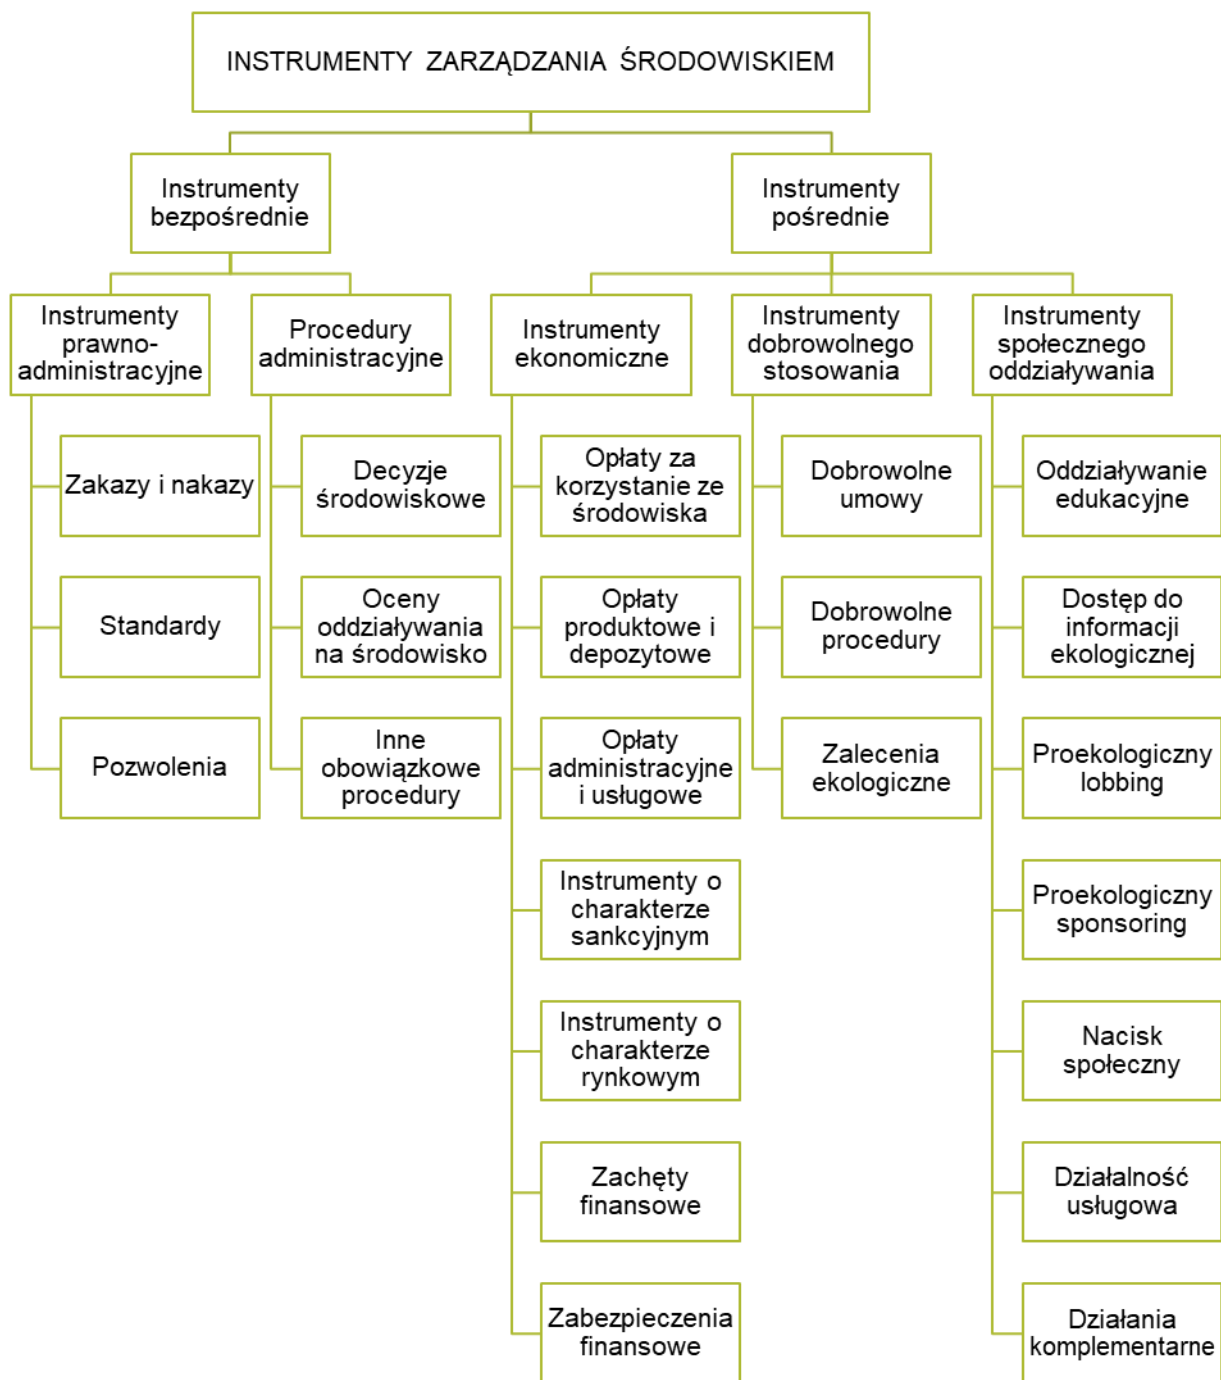 INSTRUMENTY ZARZĄDZANIA ŚRODOWISKIEM
Instrumenty
bezpośrednie
Instrumenty
pośrednie
Instrumenty
prawno-
administracyjne
Procedury
administracyjne
Instrumenty
ekonomiczne
Instrumenty
dobrowolnego
stosowania
Instrumenty
społecznego
oddziaływania
Zakazy i nakazy
Decyzje
środowiskowe
Opłaty za
korzystanie ze
środowiska
Dobrowolne
umowy
Oddziaływanie
edukacyjne
Standardy
Oceny
oddziaływania
na środowisko
Opłaty
produktowe i
depozytowe
Dobrowolne
procedury
Dostęp do
informacji
ekologicznej
Pozwolenia
Inne
obowiązkowe
procedury
Opłaty
administracyjne
i usługowe
Zalecenia
ekologiczne
Proekologiczny
lobbing
Instrumenty o
charakterze
sankcyjnym
Proekologiczny
sponsoring
Instrumenty o
charakterze
rynkowym
Nacisk
społeczny
Zachęty
finansowe
Działalność
usługowa
Zabezpieczenia
finansowe
Działania
komplementarne